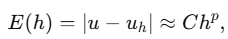 E(h) = |u − u_h| ≈ Ch^p,